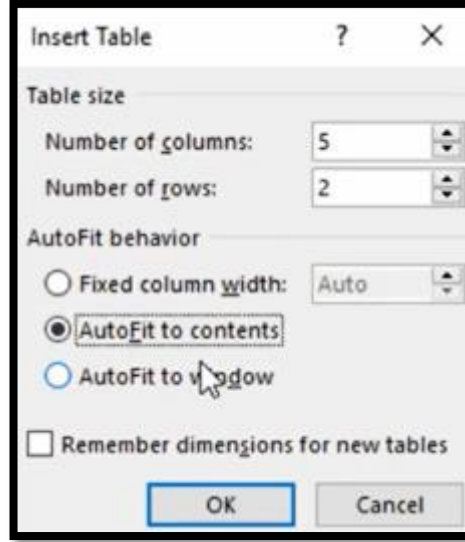 Insert Table ? ×
Table size
Number of columns: 5
Number of rows: 2
AutoFit behavior
Fixed column width: Auto
AutoFit to contents
AutoFit to window
Remember dimensions for new tables
OK Cancel